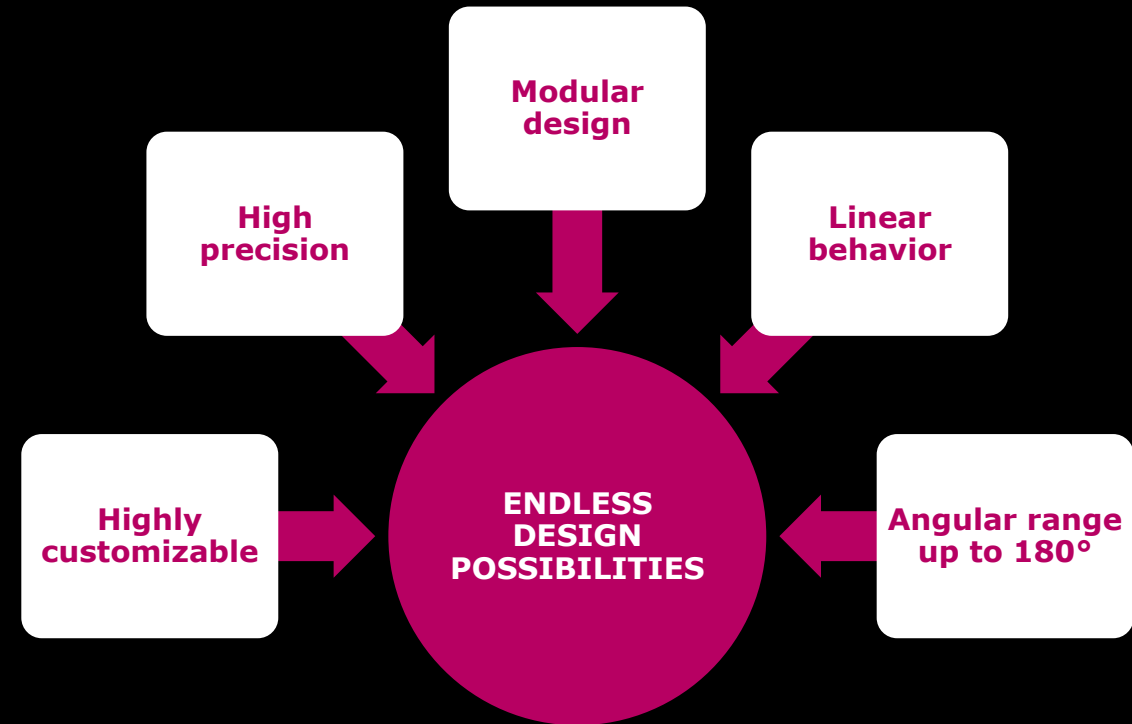 Modular
design
High
precision
Linear
behavior
Highly
customizable
ENDLESS
DESIGN
POSSIBILITIES
Angular range
up to 180°